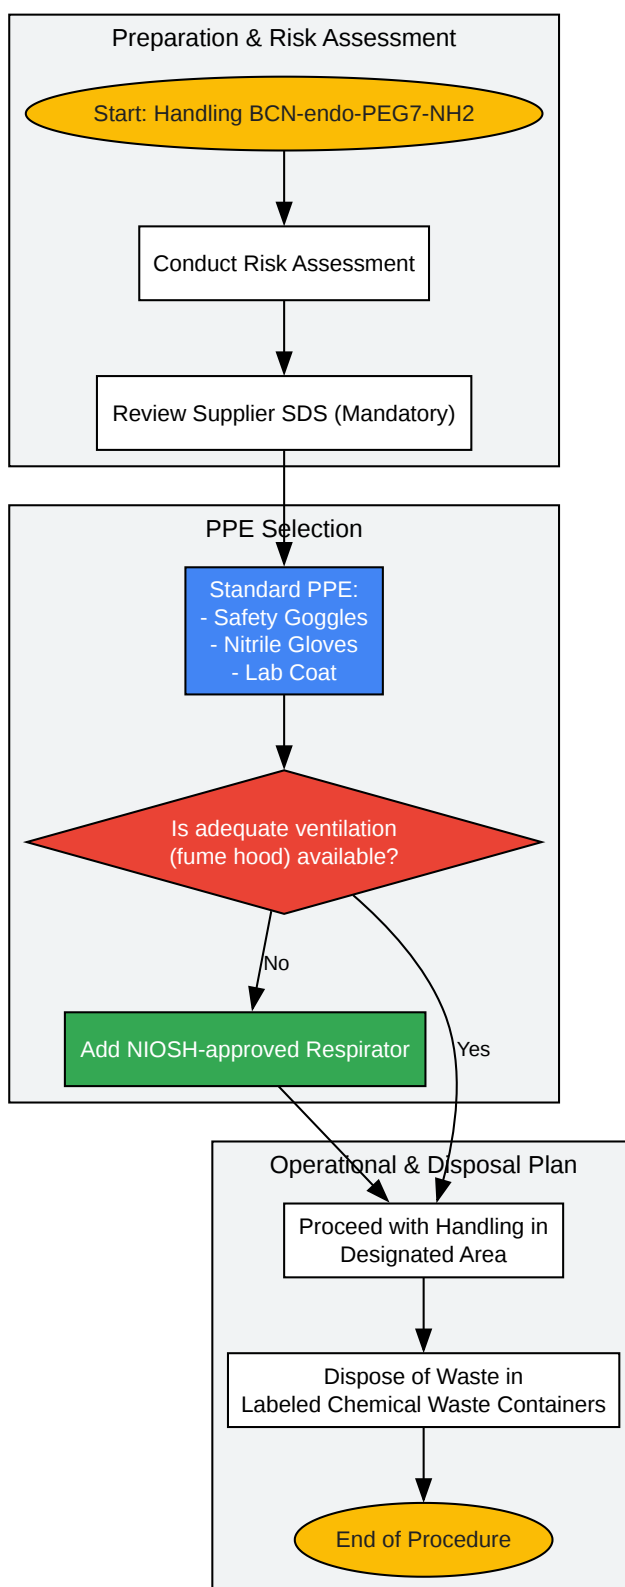 Preparation & Risk Assessment
Start: Handling BCN-endo-PEG7-NH2
Conduct Risk Assessment
Review Supplier SDS (Mandatory)
PPE Selection
Standard PPE:
- Safety Goggles
- Nitrile Gloves
- Lab Coat
Is adequate ventilation
(fume hood) available?
No
Add NIOSH-approved Respirator
Yes
Operational & Disposal Plan
Proceed with Handling in
Designated Area
Dispose of Waste in
Labeled Chemical Waste Containers
End of Procedure